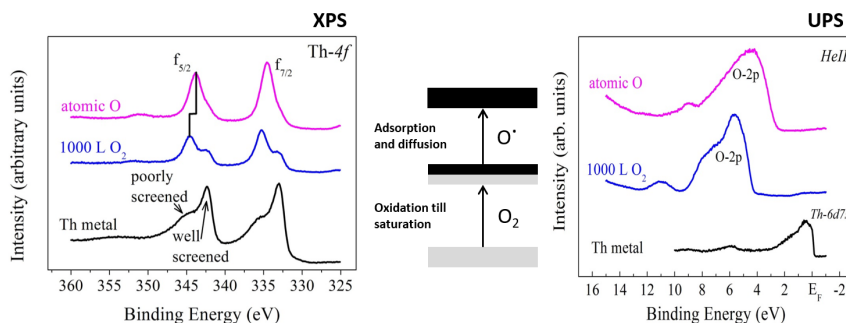 XPS
Th-4f
f5/2
f7/2
atomic O
1000 L O2
poorly
screened
Th metal
well
screened
Intensity (arbitrary units)
360 355 350 345 340 335 330 325
Binding Energy (eV)
Adsorption
and diffusion
O•
Oxidation till
saturation
O2
UPS
HeII
O-2p
atomic O
1000 L O2
O-2p
Th-6d7
Th metal
Intensity (arb. units)
16 14 12 10 8 6 4 2 EF -2
Binding Energy (eV)